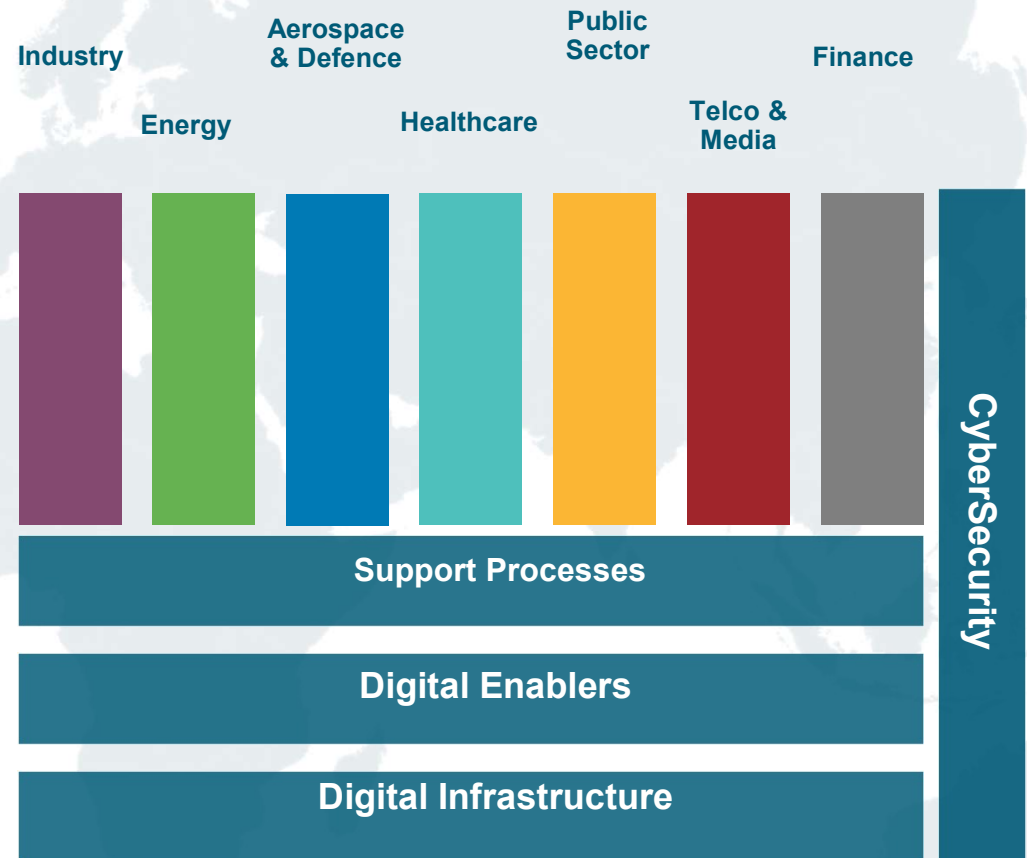 Industry
Aerospace
& Defence
Public
Sector
Finance
Energy
Healthcare
Telco &
Media
CyberSecurity
Support Processes
Digital Enablers
Digital Infrastructure